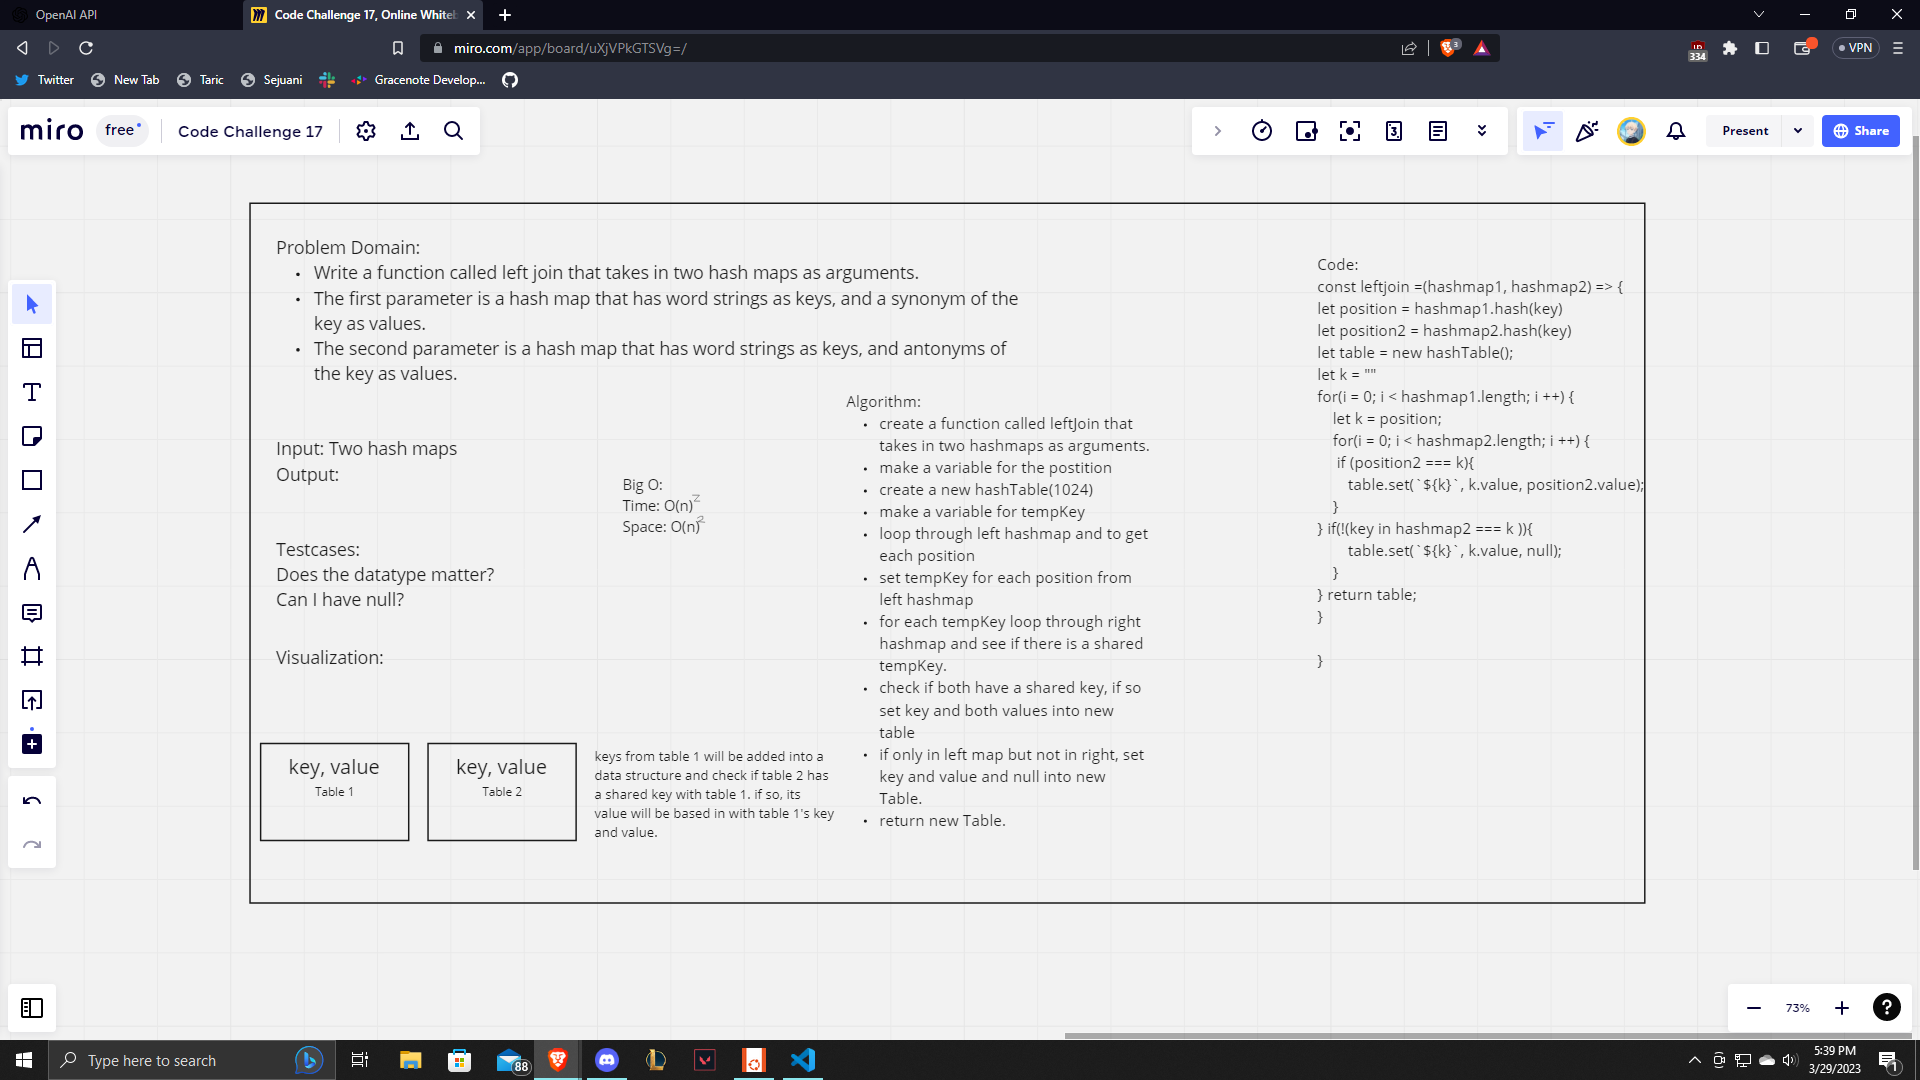 OpenAI API
Code Challenge 17, Online Whiteb
miro.com/app/board/uXjVPkGTSVg=/
3
334
VPN
Twitter
New Tab
Taric
Sejuani
Gracenote Develop...
miro
free
Code Challenge 17
3
Present
Share
Problem Domain:
• Write a function called left join that takes in two hash maps as arguments.
• The first parameter is a hash map that has word strings as keys, and a synonym of the
key as values.
• The second parameter is a hash map that has word strings as keys, and antonyms of
the key as values.
Input: Two hash maps
Output:
Testcases:
Does the datatype matter?
Can I have null?
Visualization:
key, value
Table 1
key, value
Table 2
keys from table 1 will be added into a
data structure and check if table 2 has
a shared key with table 1. if so, its
value will be based in with table 1's key
and value.
Big O:
Time: O(n)2
Space: O(n)2
Algorithm:
• create a function called leftJoin that
takes in two hashmaps as arguments.
• make a variable for the postition
• create a new hashTable(1024)
• make a variable for tempKey
• loop through left hashmap and to get
each position
• set tempKey for each position from
left hashmap
• for each tempKey loop through right
hashmap and see if there is a shared
tempKey.
• check if both have a shared key, if so
set key and both values into new
table
• if only in left map but not in right, set
key and value and null into new
Table.
• return new Table.
Code:
const leftjoin =(hashmap1, hashmap2) => {
let position = hashmap1.hash(key)
let position2 = hashmap2.hash(key)
let table = new hashTable();
let k = ""
for(i = 0; i < hashmap1.length; i ++) {
let k = position;
for(i = 0; i < hashmap2.length; i ++) {
if (position2 === k){
table.set(`${k}`, k.value, position2.value);
}
} if(!(key in hashmap2 === k )){
table.set(`${k}`, k.value, null);
}
} return table;
}
}
73%
?
Type here to search
88
5:39 PM
3/29/2023
1